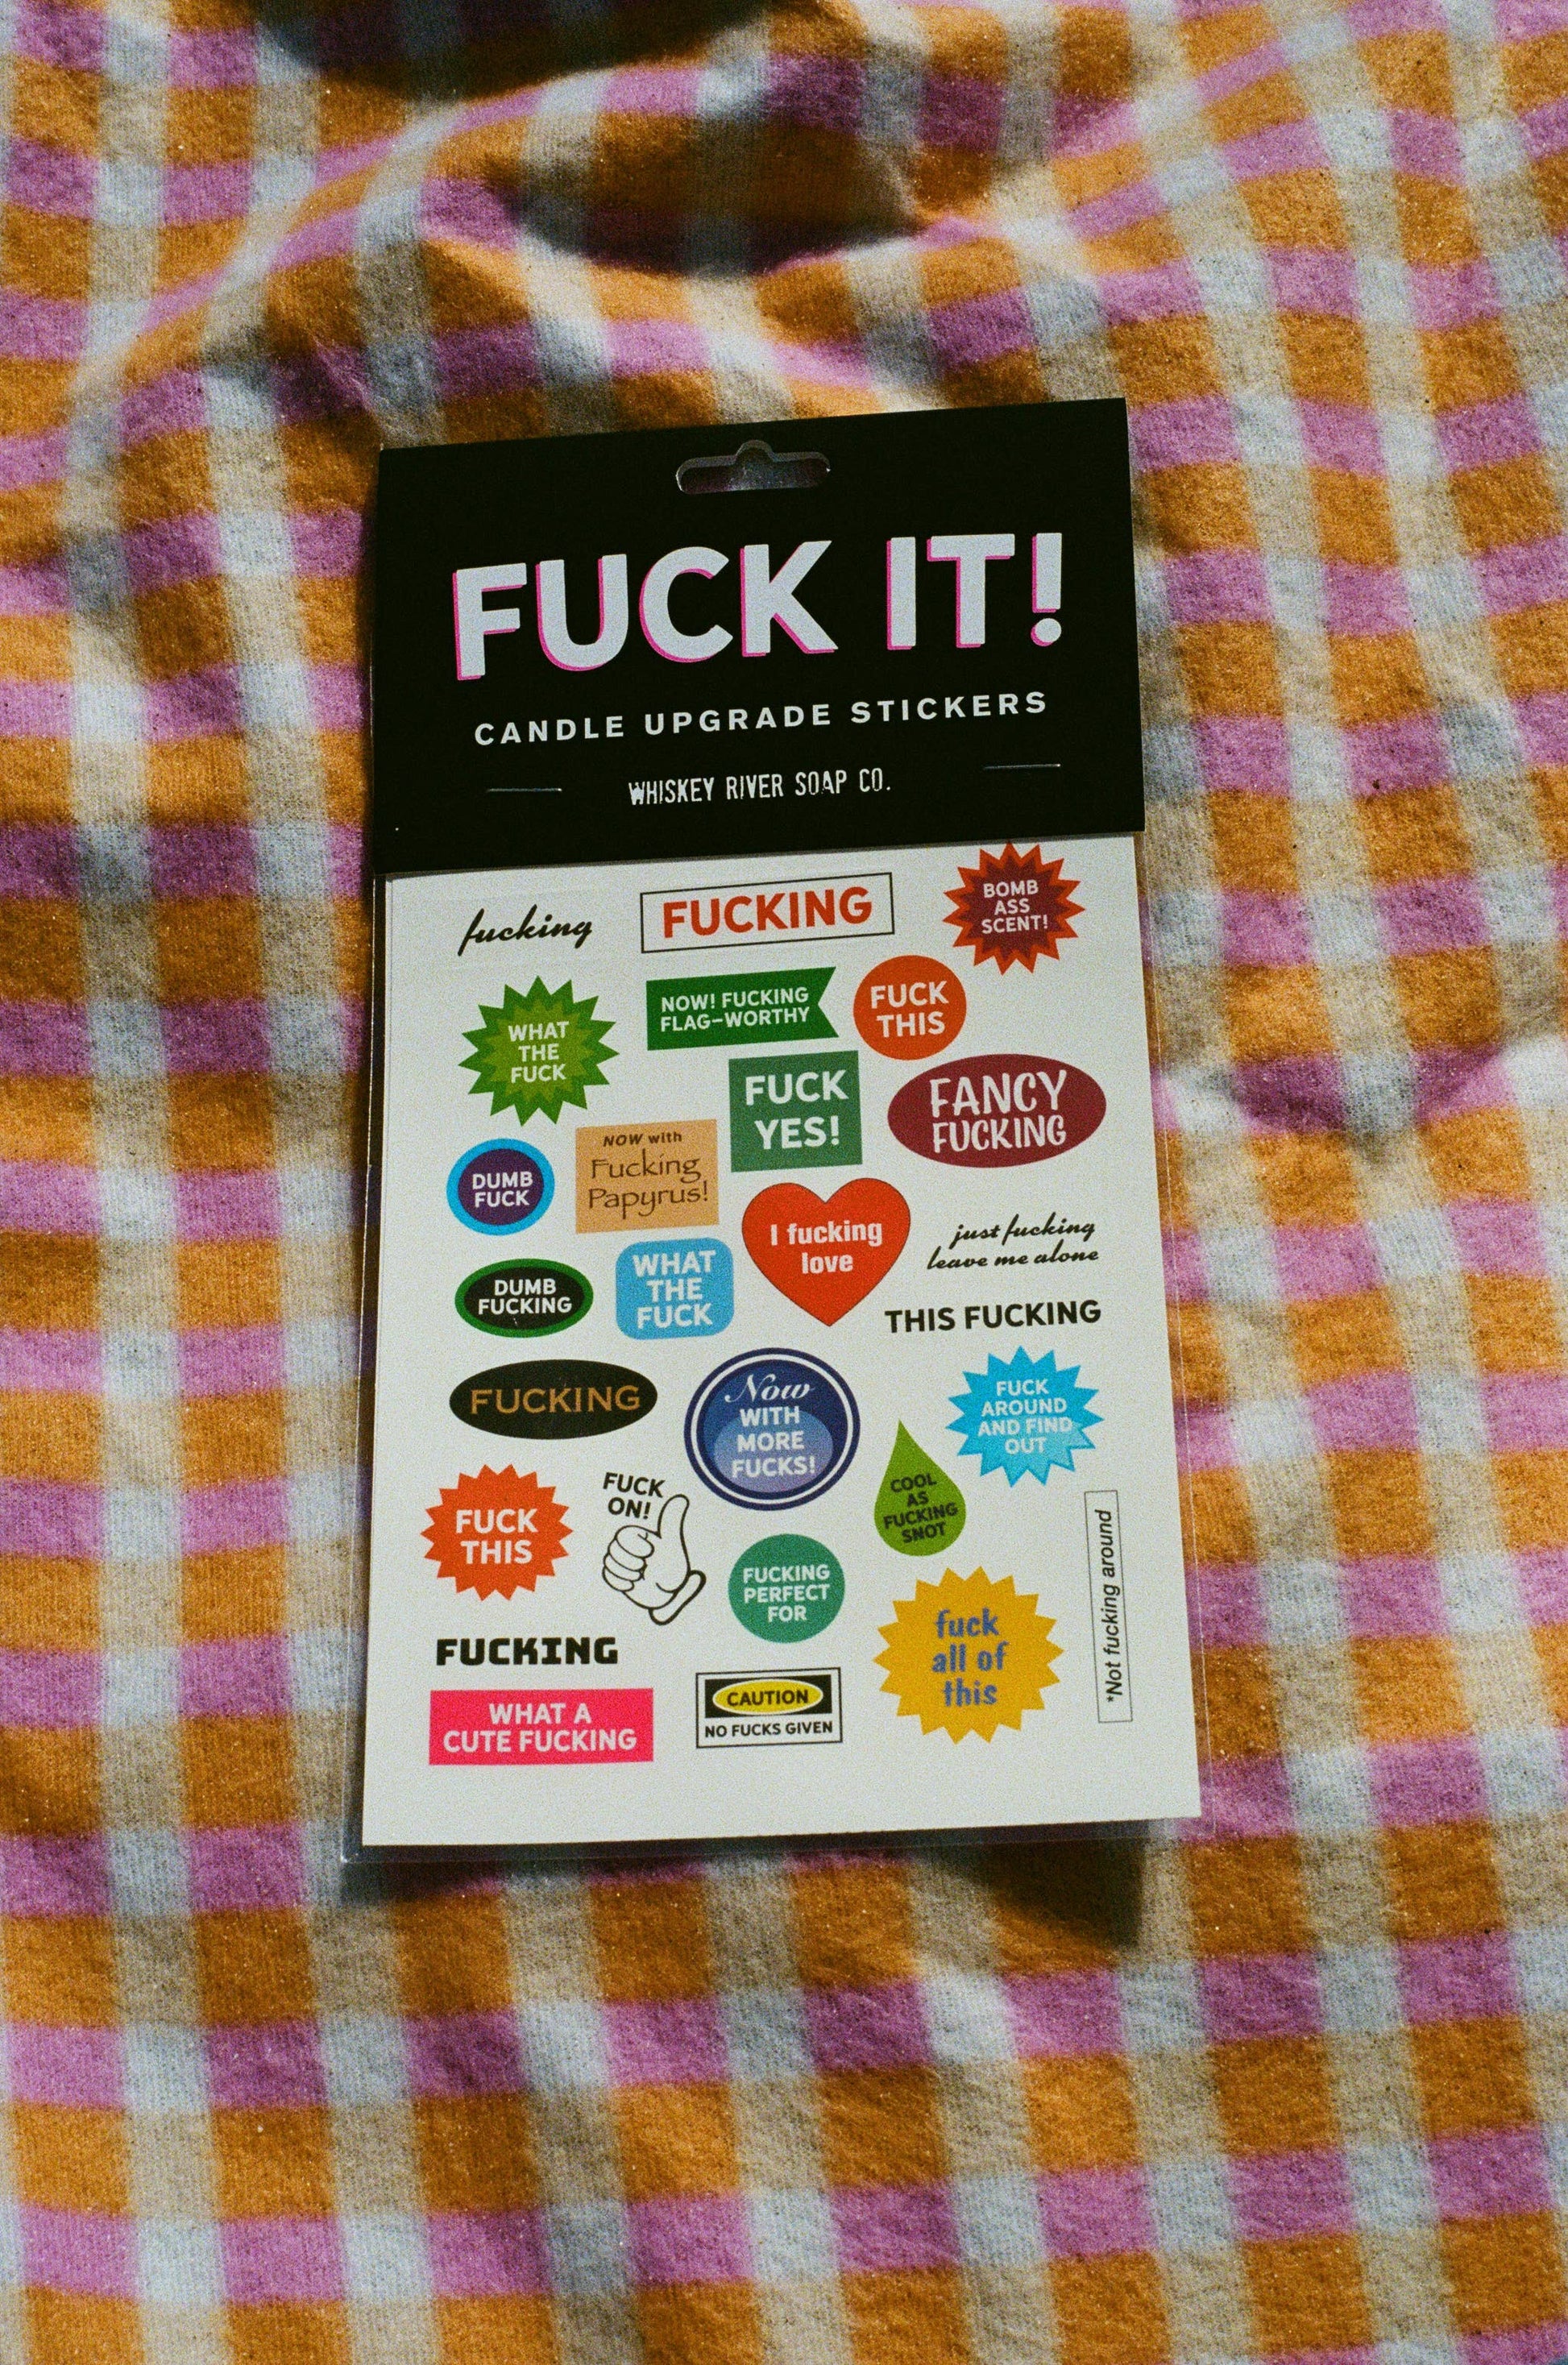 FUCK IT!
CANDLE UPGRADE STICKERS
WHISKEY RIVER SOAP CO.
fucking
FUCKING
BOMB
ASS
SCENT!
WHAT
THE
FUCK
NOW! FUCKING
FLAG-WORTHY
FUCK
THIS
FUCK
YES!
FANCY
FUCKING
DUMB
FUCK
NOW with
Fucking
Papyrus!
I fucking
love
just fucking
leave me alone
DUMB
FUCKING
WHAT
THE
FUCK
THIS FUCKING
FUCKING
Now
WITH
MORE
FUCKS!
FUCK
AROUND
AND FIND
OUT
COOL
AS
FUCKING
SNOT
FUCK
THIS
FUCK
ON!
FUCKING
PERFECT
FOR
*Not fucking around
fuck
all of
this
FUCKING
WHAT A
CUTE FUCKING
CAUTION
NO FUCKS GIVEN